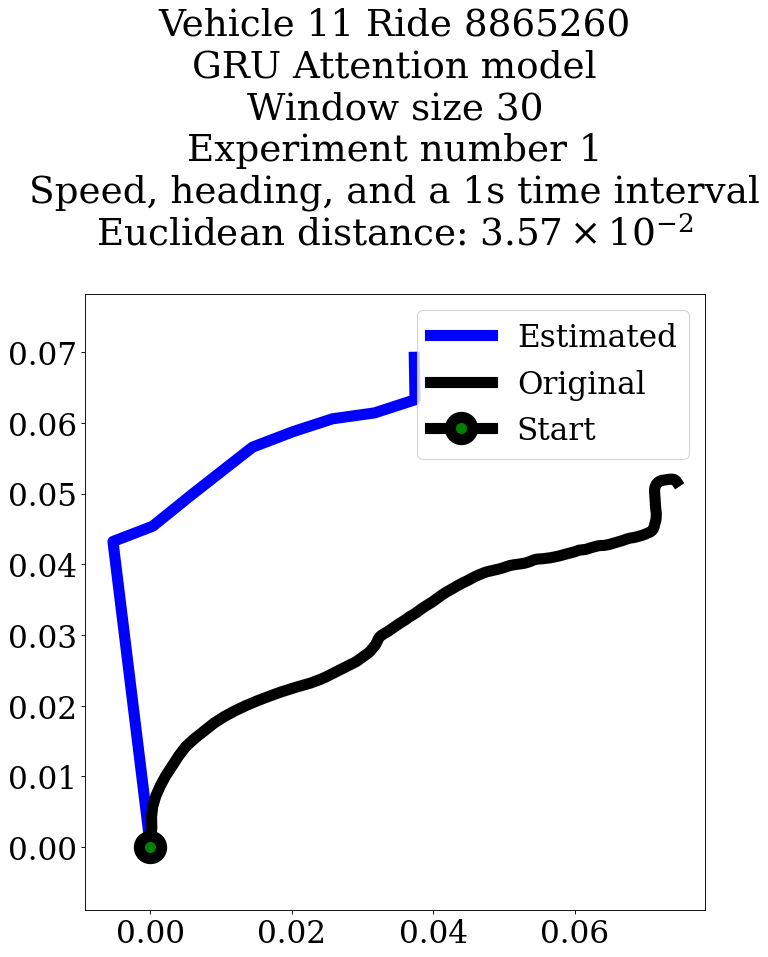 Vehicle 11 Ride 8865260
GRU Attention model
Window size 30
Experiment number 1
Speed, heading, and a 1s time interval
Euclidean distance: 3.57 × 10⁻²
Estimated
Original
Start
0.07
0.06
0.05
0.04
0.03
0.02
0.01
0.00
0.00 0.02 0.04 0.06